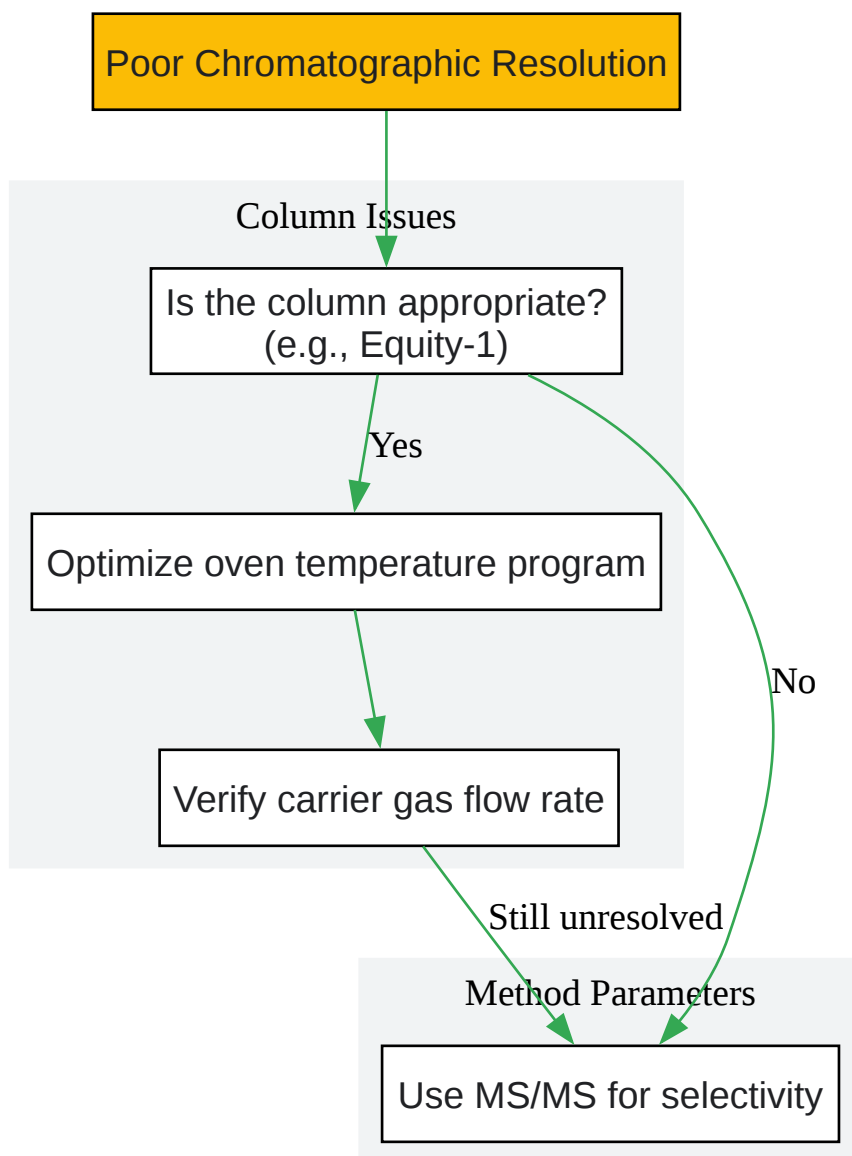 Poor Chromatographic Resolution
Column Issues
Is the column appropriate?
(e.g., Equity-1)
Yes
Optimize oven temperature program
No
Verify carrier gas flow rate
Still unresolved
Method Parameters
Use MS/MS for selectivity